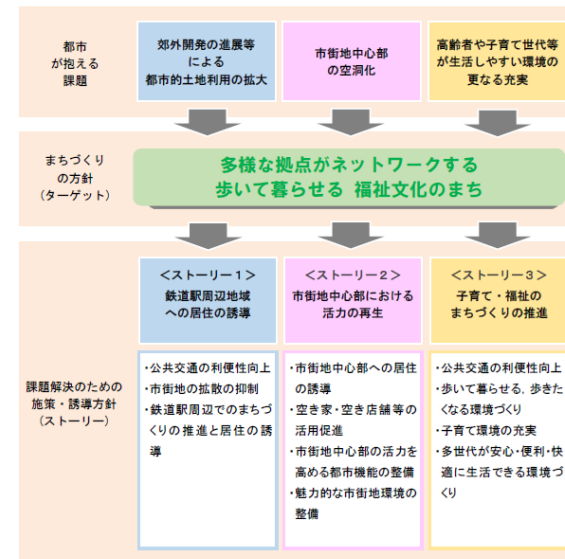 都市
が抱える
課題
郊外開発の進展等
による
都市的土地利用の拡大
市街地中心部
の空洞化
高齢者や子育て世代等
が生活しやすい環境の
更なる充実
まちづくり
の方針
(ターゲット)
多様な拠点がネットワークする
歩いて暮らせる 福祉文化のまち
課題解決のための
施策・誘導方針
(ストーリー)
<ストーリー1>
鉄道駅周辺地域
への居住の誘導
・公共交通の利便性向上
・市街地の拡散の抑制
・鉄道駅周辺でのまちづ
くりの推進と居住の誘
導
<ストーリー2>
市街地中心部における
活力の再生
・市街地中心部への居住
の誘導
・空き家・空き店舗等の
活用促進
・市街地中心部の活力を
高める都市機能の整備
・魅力的な市街地環境の
整備
<ストーリー3>
子育て・福祉の
まちづくりの推進
・公共交通の利便性向上
・歩いて暮らせる,歩きた
くなる環境づくり
・子育て環境の充実
・多世代が安心・便利・快
適に生活できる環境づ
くり